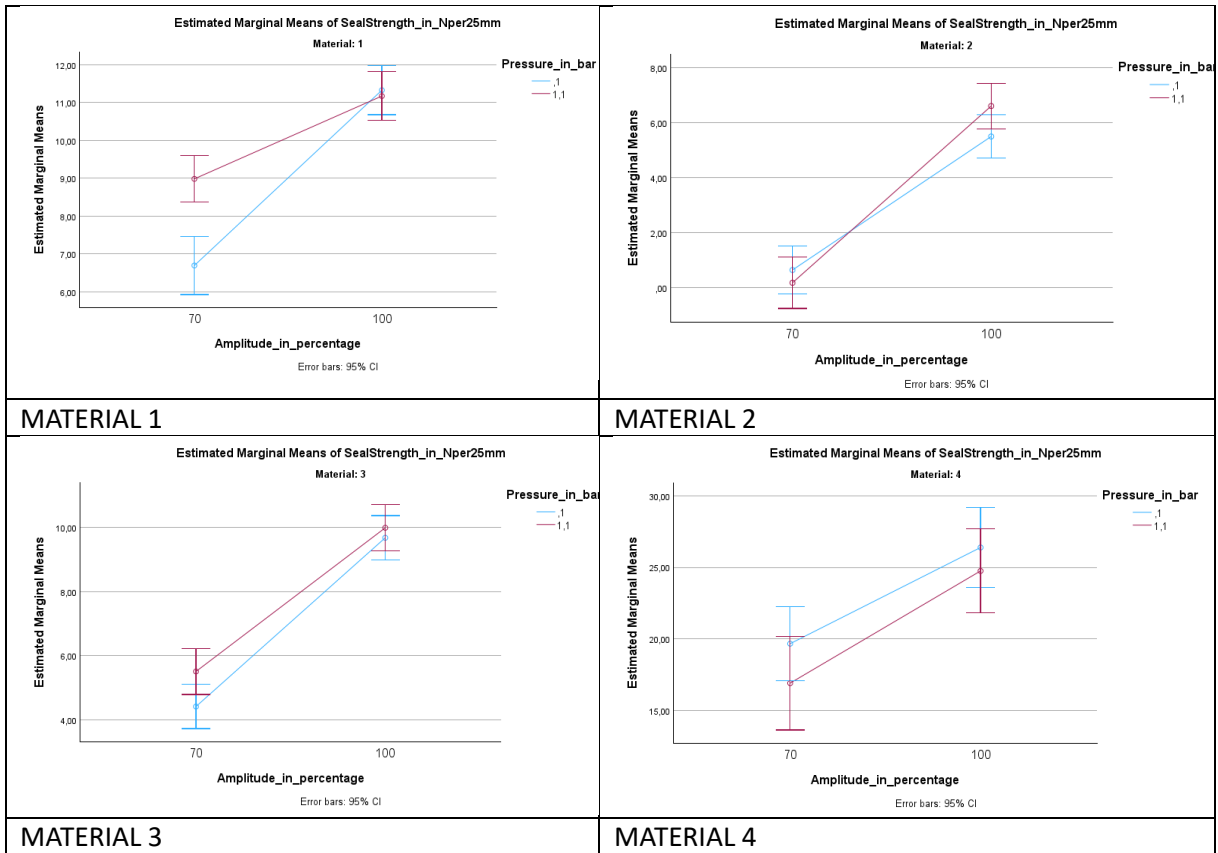 Estimated Marginal Means of SealStrength_in_Nper25mm
Material: 1
Pressure_in_bar
,1
1,1
Estimated Marginal Means
12,00
11,00
10,00
9,00
8,00
7,00
6,00
70
100
Amplitude_in_percentage
Error bars: 95% CI
MATERIAL 1
Estimated Marginal Means of SealStrength_in_Nper25mm
Material: 2
Pressure_in_bar
,1
1,1
Estimated Marginal Means
8,00
6,00
4,00
2,00
,00
70
100
Amplitude_in_percentage
Error bars: 95% CI
MATERIAL 2
Estimated Marginal Means of SealStrength_in_Nper25mm
Material: 3
Pressure_in_bar
,1
1,1
Estimated Marginal Means
10,00
8,00
6,00
4,00
70
100
Amplitude_in_percentage
Error bars: 95% CI
MATERIAL 3
Estimated Marginal Means of SealStrength_in_Nper25mm
Material: 4
Pressure_in_bar
,1
1,1
Estimated Marginal Means
30,00
25,00
20,00
15,00
70
100
Amplitude_in_percentage
Error bars: 95% CI
MATERIAL 4